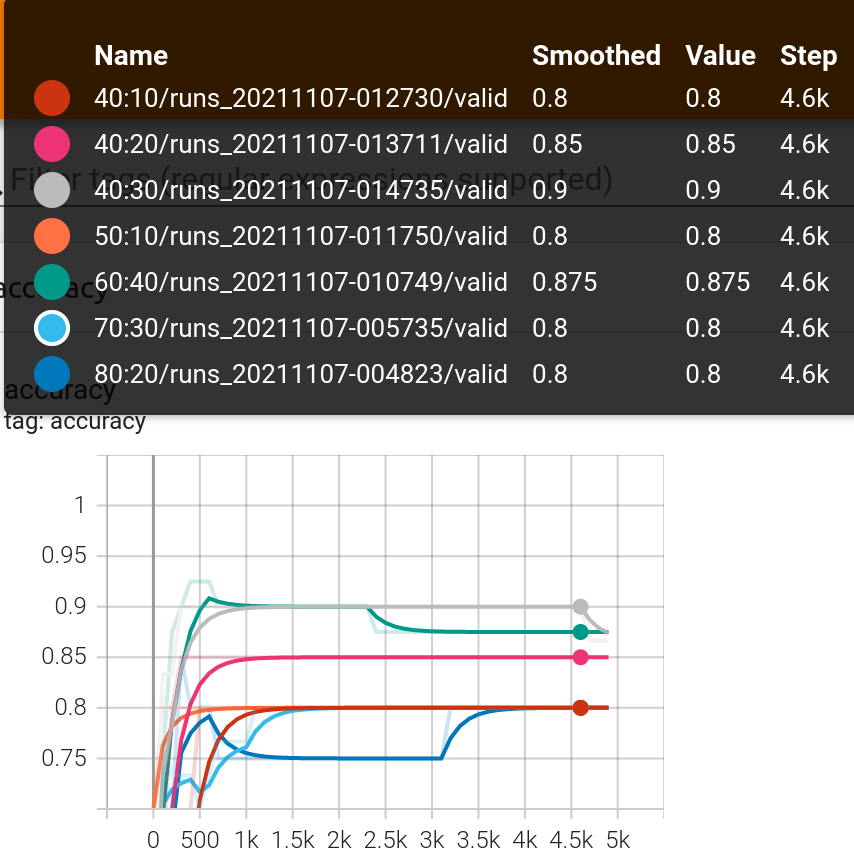 Name Smoothed Value Step
40:10/runs_20211107-012730/valid 0.8 0.8 4.6k
40:20/runs_20211107-013711/valid 0.85 0.85 4.6k
Filter tags (regular expressions supported)
40:30/runs_20211107-014735/valid 0.9 0.9 4.6k
50:10/runs_20211107-011750/valid 0.8 0.8 4.6k
60:40/runs_20211107-010749/valid 0.875 0.875 4.6k
accuracy
70:30/runs_20211107-005735/valid 0.8 0.8 4.6k
80:20/runs_20211107-004823/valid 0.8 0.8 4.6k
accuracy
tag: accuracy
1
0.95
0.9
0.85
0.8
0.75
0 500 1k 1.5k 2k 2.5k 3k 3.5k 4k 4.5k 5k